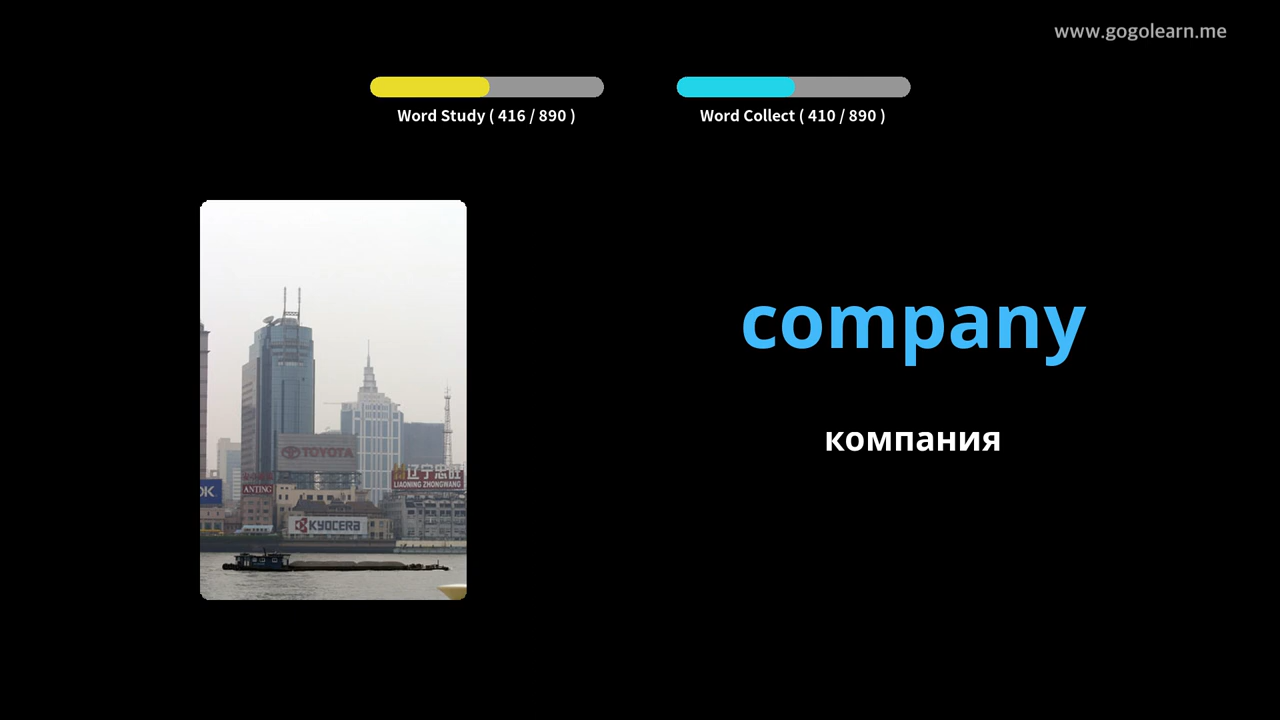 www.gogolearn.me
Word Study ( 416 / 890 )
Word Collect ( 410 / 890 )
company
компания
TOYOTA
辽宁忠旺
LIAONING ZHONGWANG
OK
ANTING
KYOCERA